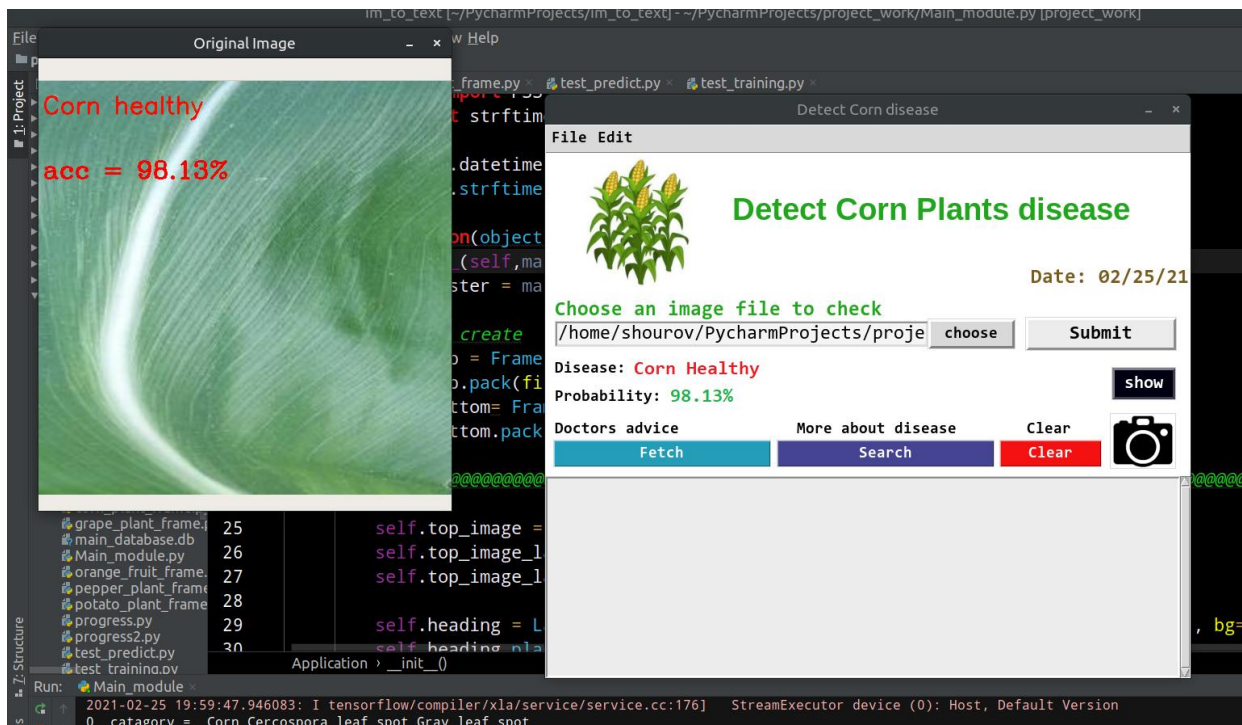 im_to_text [~/PycharmProjects/im_to_text] - ~/PycharmProjects/project_work/Main_module.py [project_work]
File
w Help
Original Image
Corn healthy
acc = 98.13%
1: Project
_frame.py
test_predict.py
test_training.py
strftim
.datetime
.strftime
on(object
_(self,ma
ster = ma
create
p = Frame
p.pack(fi
ttom= Fra
ttom.pack
@@@@@@@@@
Detect Corn disease
File Edit
Detect Corn Plants disease
Date: 02/25/21
Choose an image file to check
/home/shourov/PycharmProjects/proje
choose
Submit
Disease: Corn Healthy
Probability: 98.13%
show
Doctors advice
More about disease
Clear
Fetch
Search
Clear
grape_plant_frame.
main_database.db
Main_module.py
orange_fruit_frame.
pepper_plant_frame
potato_plant_frame
progress.py
progress2.py
test_predict.py
test_training.py
25 self.top_image =
26 self.top_image_l
27 self.top_image_l
28
29 self.heading = L
, bg=
30 self.heading.pla
Application › __init__()
7: Structure
Run: Main_module
2021-02-25 19:59:47.946083: I tensorflow/compiler/xla/service/service.cc:176] StreamExecutor device (0): Host, Default Version
0 catagory = Corn Cercospora leaf spot Gray leaf spot